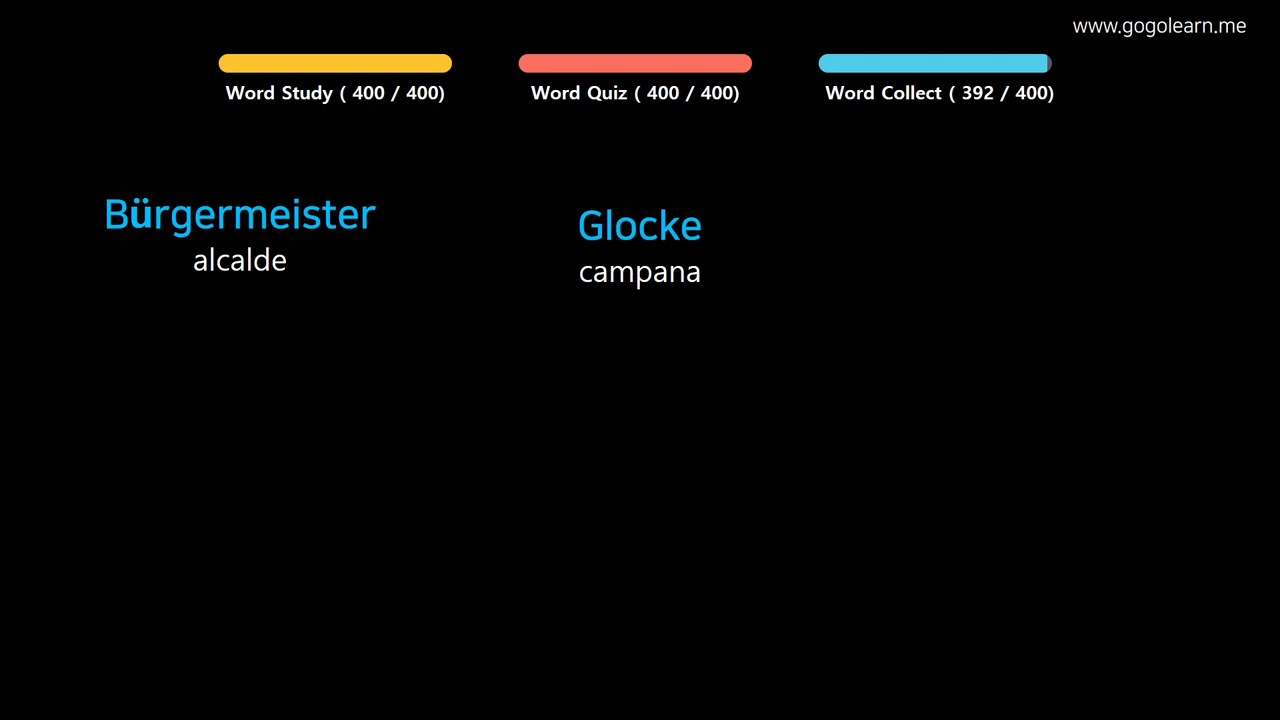 www.gogolearn.me
Word Study ( 400 / 400)
Word Quiz ( 400 / 400)
Word Collect ( 392 / 400)
Bürgermeister
alcalde
Glocke
campana